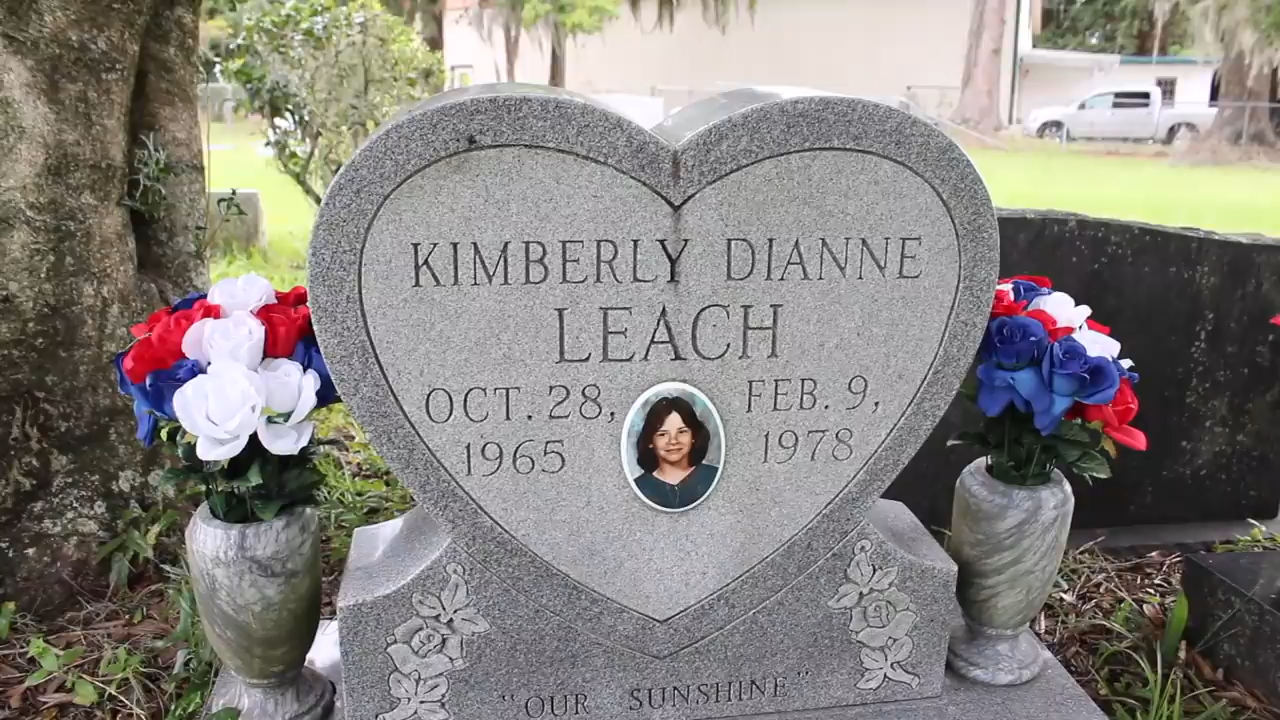 KIMBERLY DIANNE
LEACH
OCT. 28,
1965
FEB. 9,
1978
"OUR SUNSHINE"